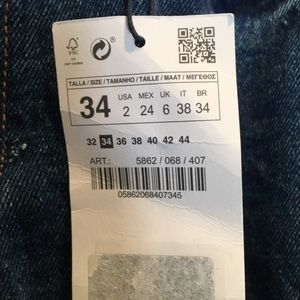 FSC
TALLA / SIZE / TAMANHO / TAILLE / MAAT / ΜΕΓΕΘΟΣ
34
USA MEX UK IT BR
2 24 6 38 34
32 34 36 38 40 42 44
ART.: 5862 / 068 / 407
05862068407345